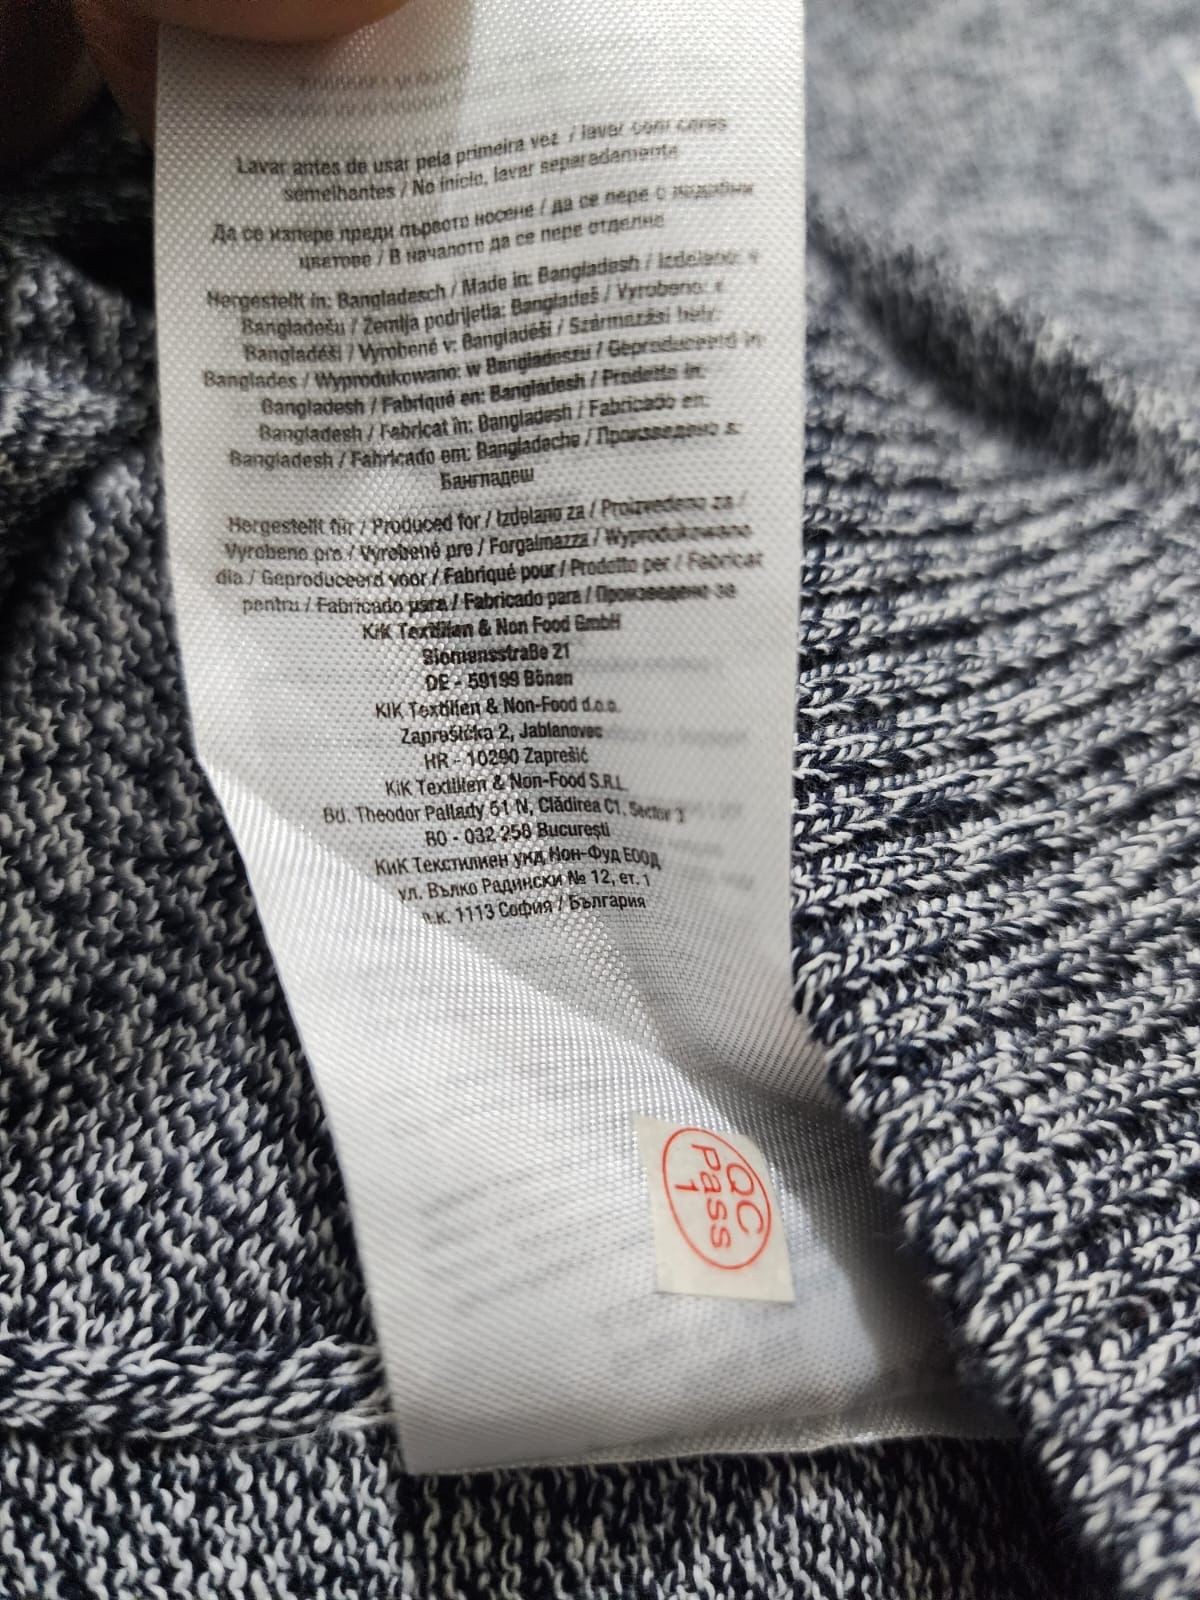 Lavar antes de usar pela primeira vez / lavar com cores
semelhantes / No início, lavar separadamente
Да се изпере преди първото носене / да се пере с подобни
цветове / В началото да се пере отделно
Hergestellt in: Bangladesch / Made in: Bangladesh / Izdelano: v
Bangladešu / Zemlja podrijetla: Bangladeš / Vyrobeno: v
Bangladéši / Vyrobené v: Bangladéši / Származási hely:
Banglades / Wyprodukowano: w Bangladeszu / Geproduceerd in:
Bangladesh / Fabriqué en: Bangladesh / Prodotto in:
Bangladesh / Fabricat în: Bangladesh / Fabricado en:
Bangladesh / Fabricado em: Bangladeche / Произведено в:
Бангладеш
Hergestellt für / Produced for / Izdelano za / Proizvedeno za /
Vyrobeno pro / Vyrobené pre / Forgalmazza / Wyprodukowano
dla / Geproduceerd voor / Fabriqué pour / Prodotto per / Fabricat
pentru / Fabricado para / Fabricado para / Произведено за
KiK Textilien & Non Food GmbH
Siemensstraße 21
DE - 59199 Bönen
KiK Textilien & Non-Food d.o.o.
Zaprešićka 2, Jablanovec
HR - 10290 Zaprešić
KiK Textilien & Non-Food S.R.L
Bd. Theodor Pallady 51 N, Clădirea C1, Sector 3
RO - 032 258 Bucureşti
КиК Текстилиен унд Нон-Фуд ЕООД
ул. Вълко Радински № 12, ет. 1
п.к. 1113 София / България
QC
Pass
1